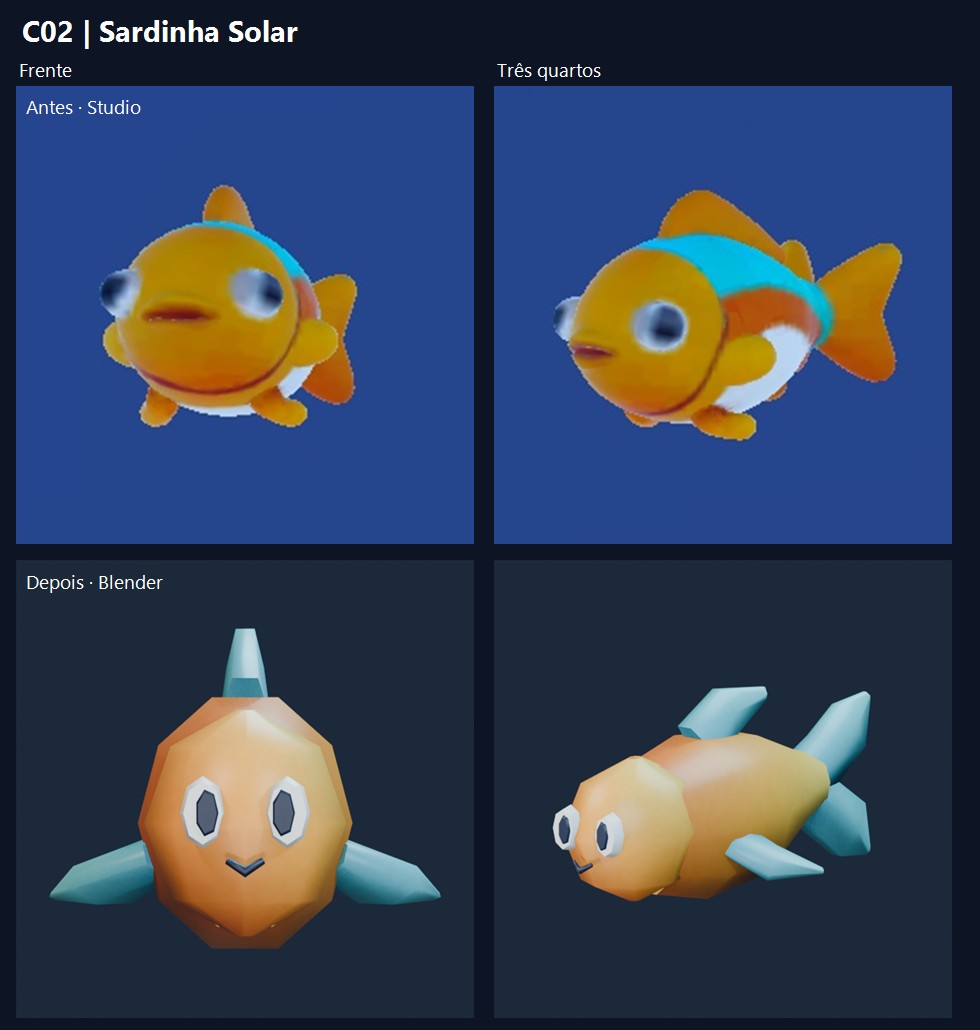 C02 | Sardinha Solar
Frente
Três quartos
Antes · Studio
Depois · Blender